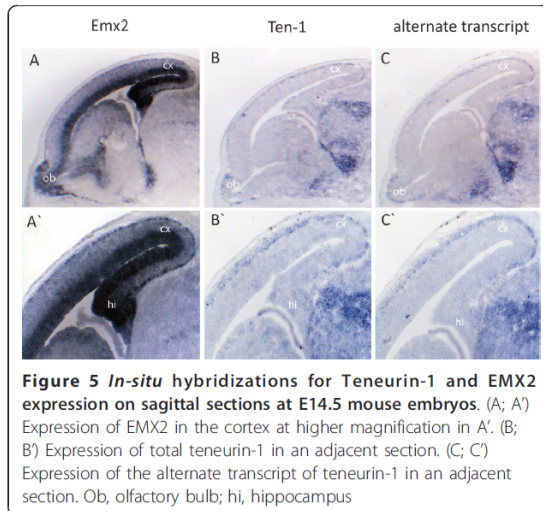 Emx2 Ten-1 alternate transcript
A B C
cx cx cx
ob ob ob
A` B` C`
cx cx cx
hi hi hi
Figure 5 In-situ hybridizations for Teneurin-1 and EMX2
expression on sagittal sections at E14.5 mouse embryos. (A; A’)
Expression of EMX2 in the cortex at higher magnification in A’. (B;
B’) Expression of total teneurin-1 in an adjacent section. (C; C’)
Expression of the alternate transcript of teneurin-1 in an adjacent
section. Ob, olfactory bulb; hi, hippocampus